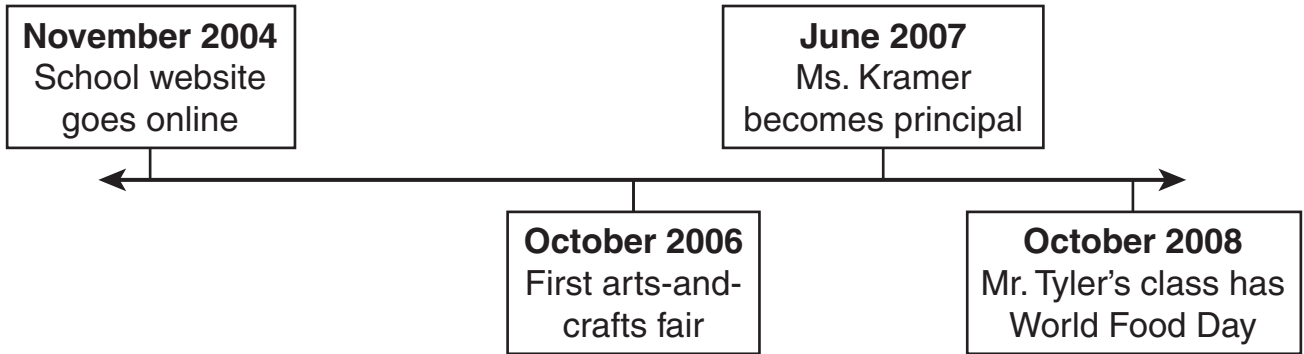 November 2004
School website
goes online
June 2007
Ms. Kramer
becomes principal
October 2006
First arts-and-
crafts fair
October 2008
Mr. Tyler’s class has
World Food Day